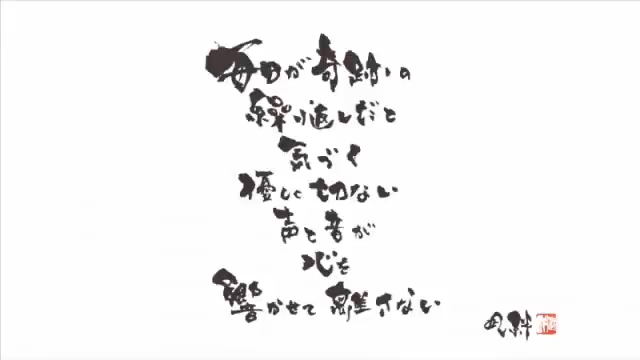 毎日が奇跡の
繰り返しだと
気づく
優しく切ない
声と音が
心を
響かせて離さない